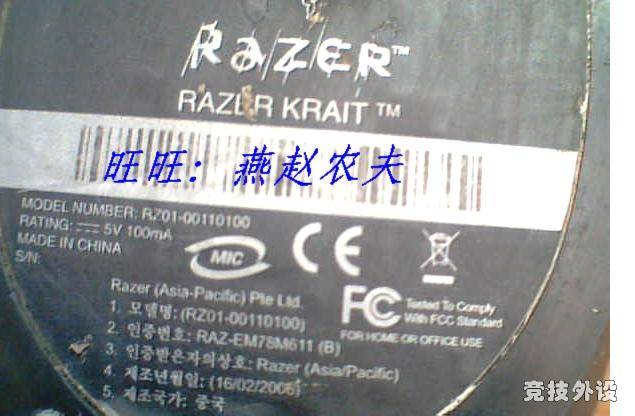 RAZER™
RAZER KRAIT ™
旺旺：燕赵农夫
MODEL NUMBER: RZ01-00110100
RATING: ⎓ 5V 100mA
MADE IN CHINA
S/N:
MIC
CE
FC
Tested To Comply
With FCC Standard
FOR HOME OR OFFICE USE
Razer (Asia-Pacific) Pte Ltd.
1. 모델명: (RZ01-00110100)
2. 인증번호: RAZ-EM78M611 (B)
3. 인증받은자의상호: Razer (Asia/Pacific)
4. 제조년월일: (16/02/2006)
5. 제조국가: 중국
竞技外设